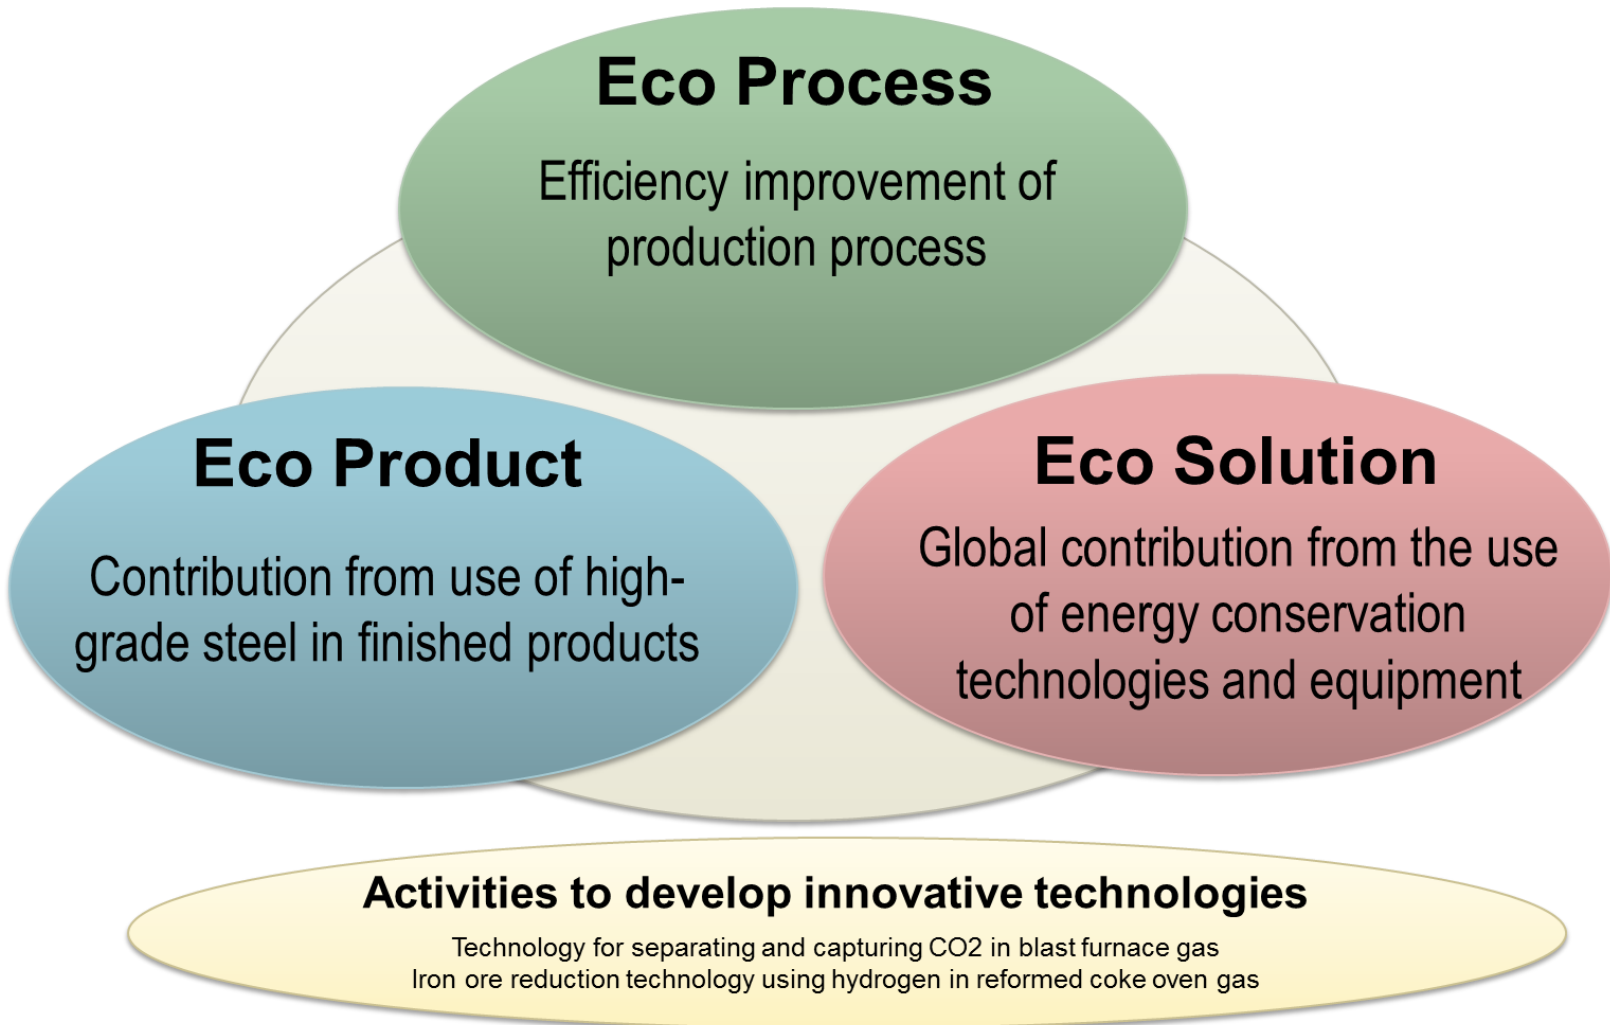 Eco Process
Efficiency improvement of
production process
Eco Product
Contribution from use of high-
grade steel in finished products
Eco Solution
Global contribution from the use
of energy conservation
technologies and equipment
Activities to develop innovative technologies
Technology for separating and capturing CO2 in blast furnace gas
Iron ore reduction technology using hydrogen in reformed coke oven gas